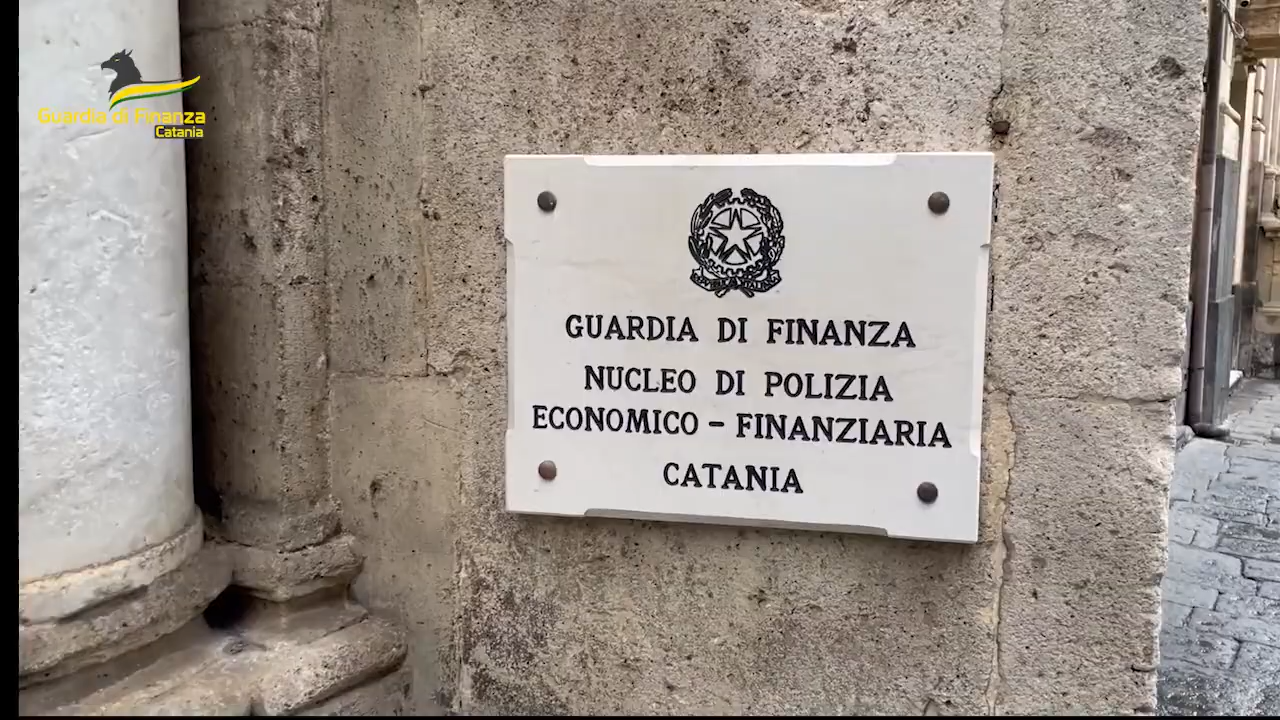 Guardia di Finanza
Catania
GUARDIA DI FINANZA
NUCLEO DI POLIZIA
ECONOMICO - FINANZIARIA
CATANIA